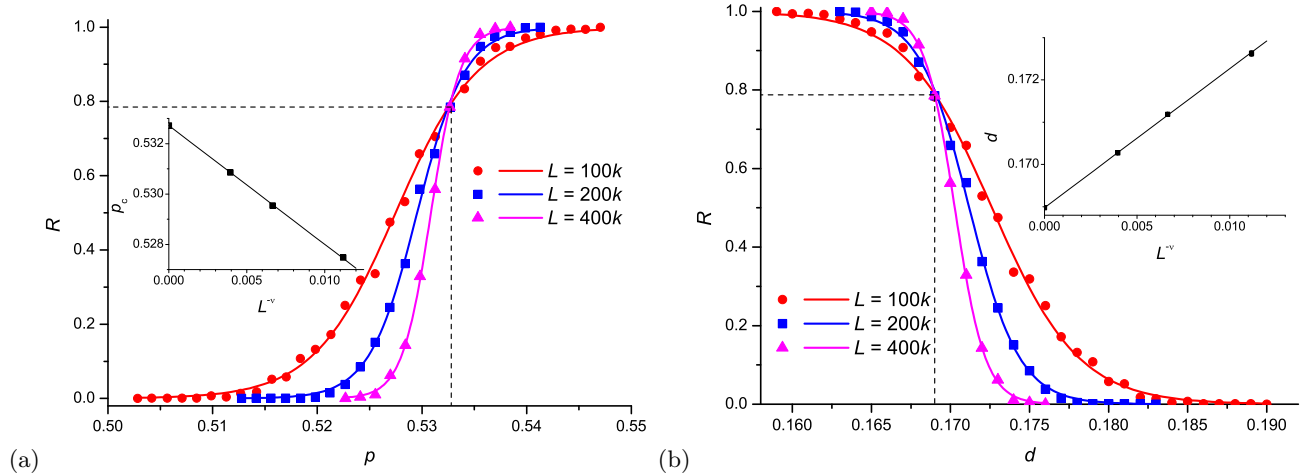 1.0
0.8
0.6
0.4
0.2
0.0
R
0.50
0.51
0.52
0.53
0.54
0.55
p
0.532
0.530
0.528
p_c
0.000
0.006
0.010
L^-ν
L = 100k
L = 200k
L = 400k
(a)
1.0
0.8
0.6
0.4
0.2
0.0
R
0.160
0.165
0.170
0.175
0.180
0.185
0.190
d
0.172
0.170
d
0.000
0.005
0.010
L^-ν
L = 100k
L = 200k
L = 400k
(b)